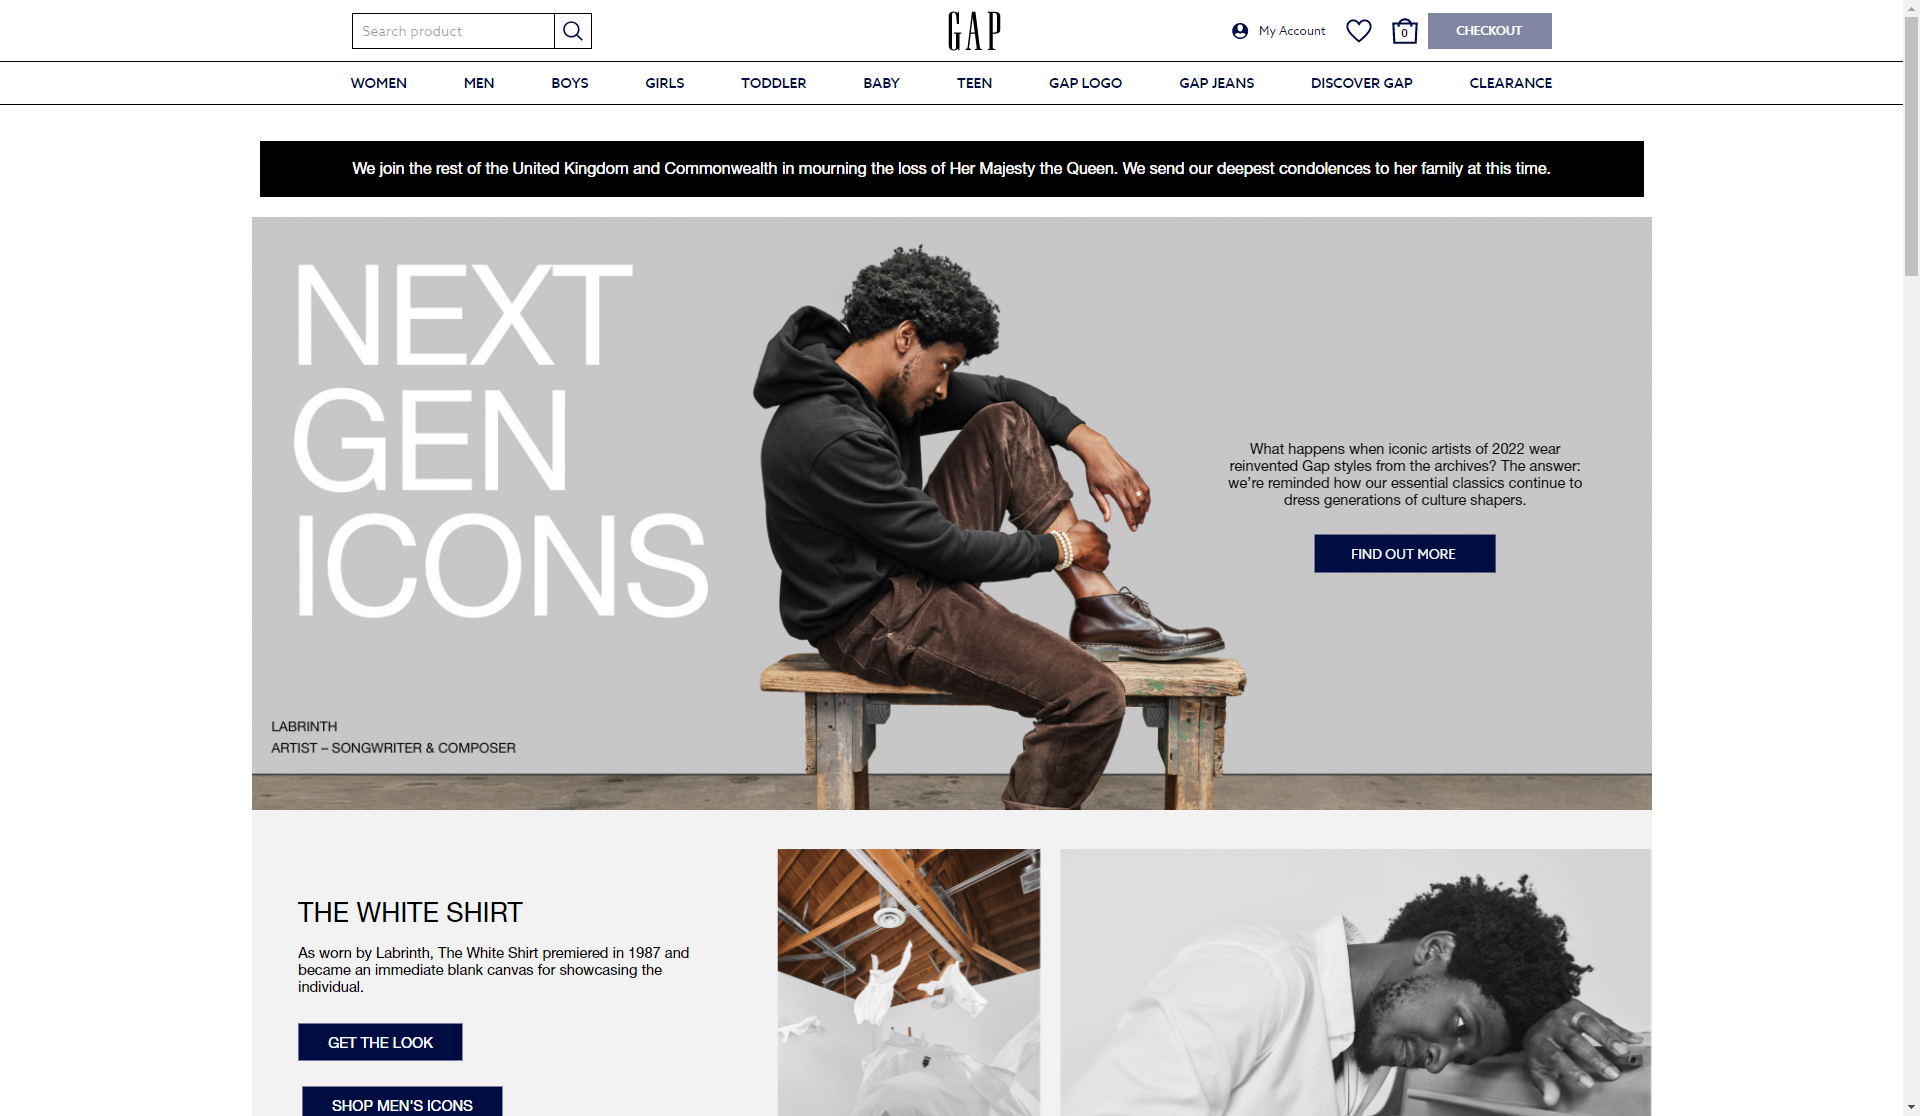 Search product
GAP
My Account
0
CHECKOUT
WOMEN MEN BOYS GIRLS TODDLER BABY TEEN GAP LOGO GAP JEANS DISCOVER GAP CLEARANCE
We join the rest of the United Kingdom and Commonwealth in mourning the loss of Her Majesty the Queen. We send our deepest condolences to her family at this time.
NEXT
GEN
ICONS
What happens when iconic artists of 2022 wear
reinvented Gap styles from the archives? The answer:
we’re reminded how our essential classics continue to
dress generations of culture shapers.
FIND OUT MORE
LABRINTH
ARTIST – SONGWRITER & COMPOSER
THE WHITE SHIRT
As worn by Labrinth, The White Shirt premiered in 1987 and
became an immediate blank canvas for showcasing the
individual.
GET THE LOOK
SHOP MEN'S ICONS